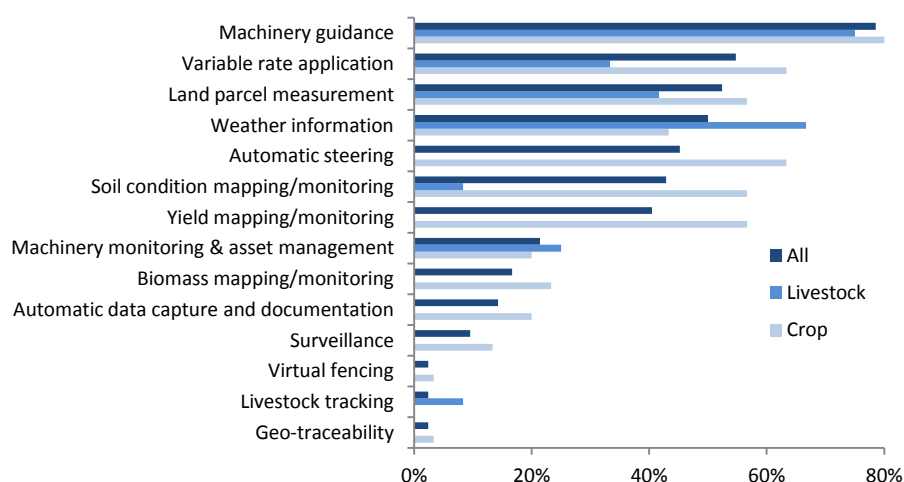 Machinery guidance
Variable rate application
Land parcel measurement
Weather information
Automatic steering
Soil condition mapping/monitoring
Yield mapping/monitoring
Machinery monitoring & asset management
Biomass mapping/monitoring
Automatic data capture and documentation
Surveillance
Virtual fencing
Livestock tracking
Geo-traceability
All
Livestock
Crop
0% 20% 40% 60% 80%